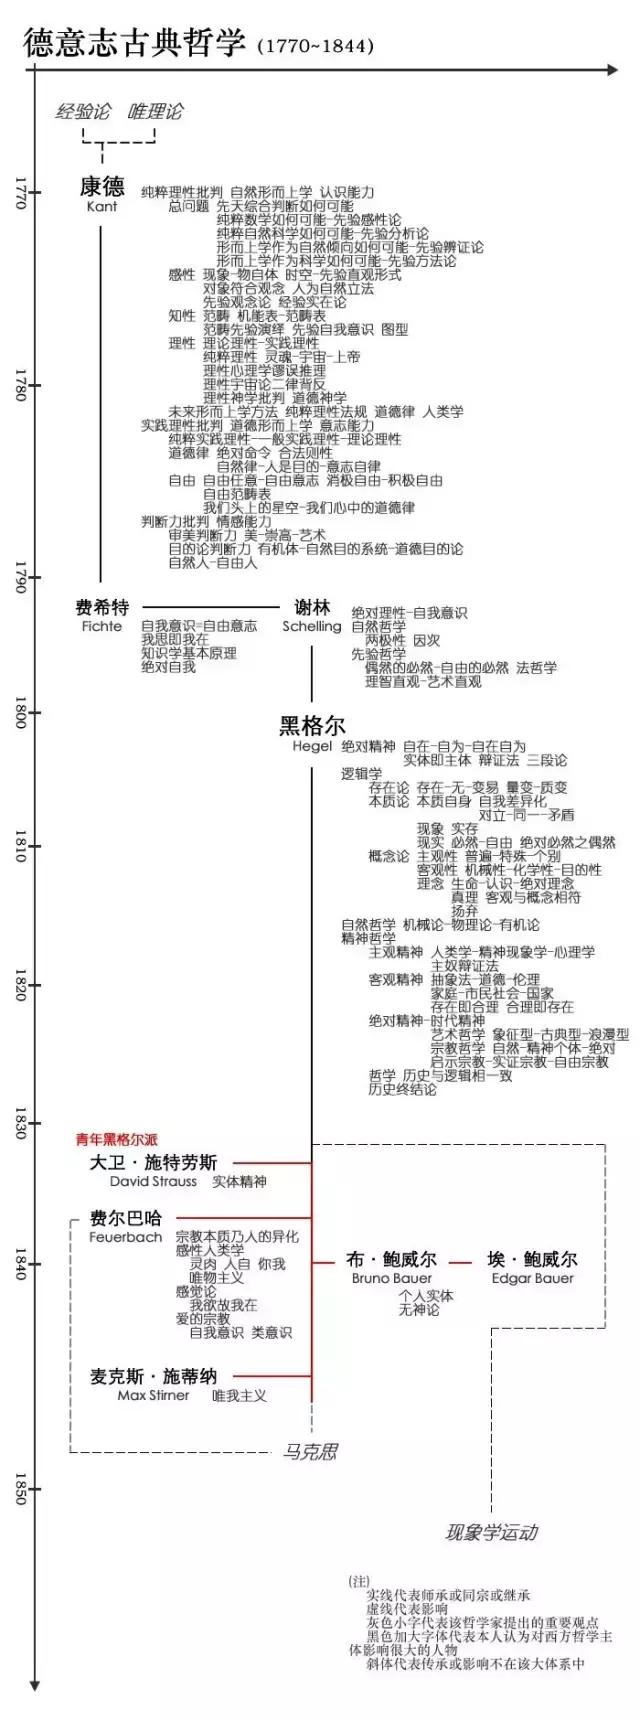 德意志古典哲学 (1770~1844)
经验论 唯理论
1770
康德
Kant
纯粹理性批判 自然形而上学 认识能力
总问题 先天综合判断如何可能
纯粹数学如何可能-先验感性论
纯粹自然科学如何可能-先验分析论
形而上学作为自然倾向如何可能-先验辨证论
形而上学作为科学如何可能-先验方法论
感性 现象-物自体 时空-先验直观形式
对象符合观念 人为自然立法
先验观念论 经验实在论
知性 范畴 机能表-范畴表
范畴先验演绎 先验自我意识 图型
理性 理论理性-实践理性
纯粹理性 灵魂-宇宙-上帝
理性心理学谬误推理
理性宇宙论二律背反
理性神学批判 道德神学
1780
未来形而上学方法 纯粹理性法规 道德律 人类学
实践理性批判 道德形而上学 意志能力
纯粹实践理性-一般实践理性-理论理性
道德律 绝对命令 合法则性
自然律-人是目的-意志自律
自由 自由任意-自由意志 消极自由-积极自由
自由范畴表
我们头上的星空-我们心中的道德律
判断力批判 情感能力
审美判断力 美-崇高-艺术
目的论判断力 有机体-自然目的系统-道德目的论
自然人-自由人
1790
费希特
Fichte
自我意识=自由意志
我思即我在
知识学基本原理
绝对自我
谢林
Schelling
绝对理性-自我意识
自然哲学
两极性 因次
先验哲学
偶然的必然-自由的必然 法哲学
理智直观-艺术直观
1800
黑格尔
Hegel
绝对精神 自在-自为-自在自为
实体即主体 辩证法 三段论
逻辑学
存在论 存在-无-变易 量变-质变
本质论 本质自身 自我差异化
对立-同一-矛盾
现象 实存
现实 必然-自由 绝对必然之偶然
1810
概念论 主观性 普遍-特殊-个别
客观性 机械性-化学性-目的性
理念 生命-认识-绝对理念
真理 客观与概念相符
扬弃
自然哲学 机械论-物理论-有机论
精神哲学
主观精神 人类学-精神现象学-心理学
主奴辩证法
1820
客观精神 抽象法-道德-伦理
家庭-市民社会-国家
存在即合理 合理即存在
绝对精神-时代精神
艺术哲学 象征型-古典型-浪漫型
宗教哲学 自然-精神个体-绝对
启示宗教-实证宗教-自由宗教
哲学 历史与逻辑相一致
历史终结论
1830
青年黑格尔派
大卫·施特劳斯
David Strauss 实体精神
费尔巴哈
Feuerbach
宗教本质乃人的异化
感性人类学
灵肉 人自 你我
唯物主义
感觉论
我欲故我在
爱的宗教
自我意识 类意识
1840
布·鲍威尔
Bruno Bauer
个人实体
无神论
埃·鲍威尔
Edgar Bauer
麦克斯·施蒂纳
Max Stirner 唯我主义
马克思
1850
现象学运动
(注)
实线代表师承或同宗或继承
虚线代表影响
灰色小字代表该哲学家提出的重要观点
黑色加大字体代表本人认为对西方哲学主
体影响很大的人物
斜体代表传承或影响不在该大体系中